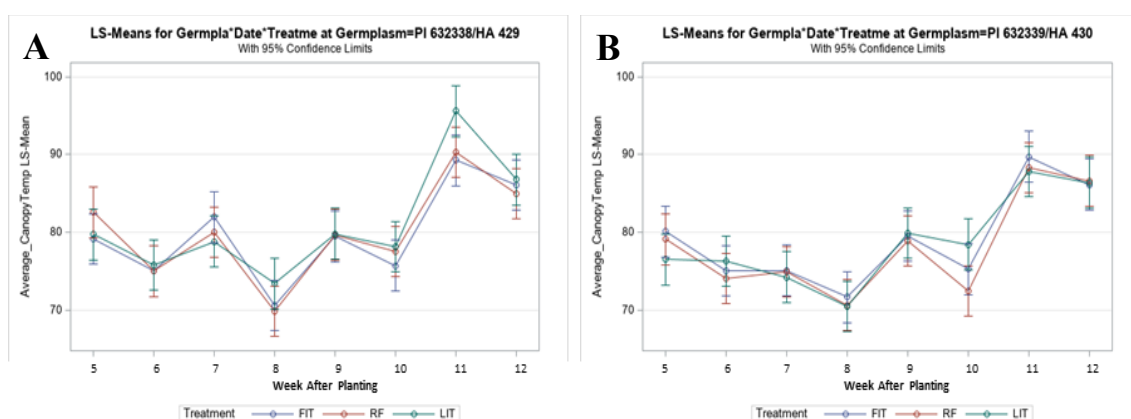 A
LS-Means for Germpla*Date*Treatme at Germplasm=PI 632338/HA 429
With 95% Confidence Limits
Average_CanopyTemp LS-Mean
100
90
80
70
5 6 7 8 9 10 11 12
Week After Planting
Treatment FIT RF LIT
B
LS-Means for Germpla*Date*Treatme at Germplasm=PI 632339/HA 430
With 95% Confidence Limits
Average_CanopyTemp LS-Mean
100
90
80
70
5 6 7 8 9 10 11 12
Week After Planting
Treatment FIT RF LIT